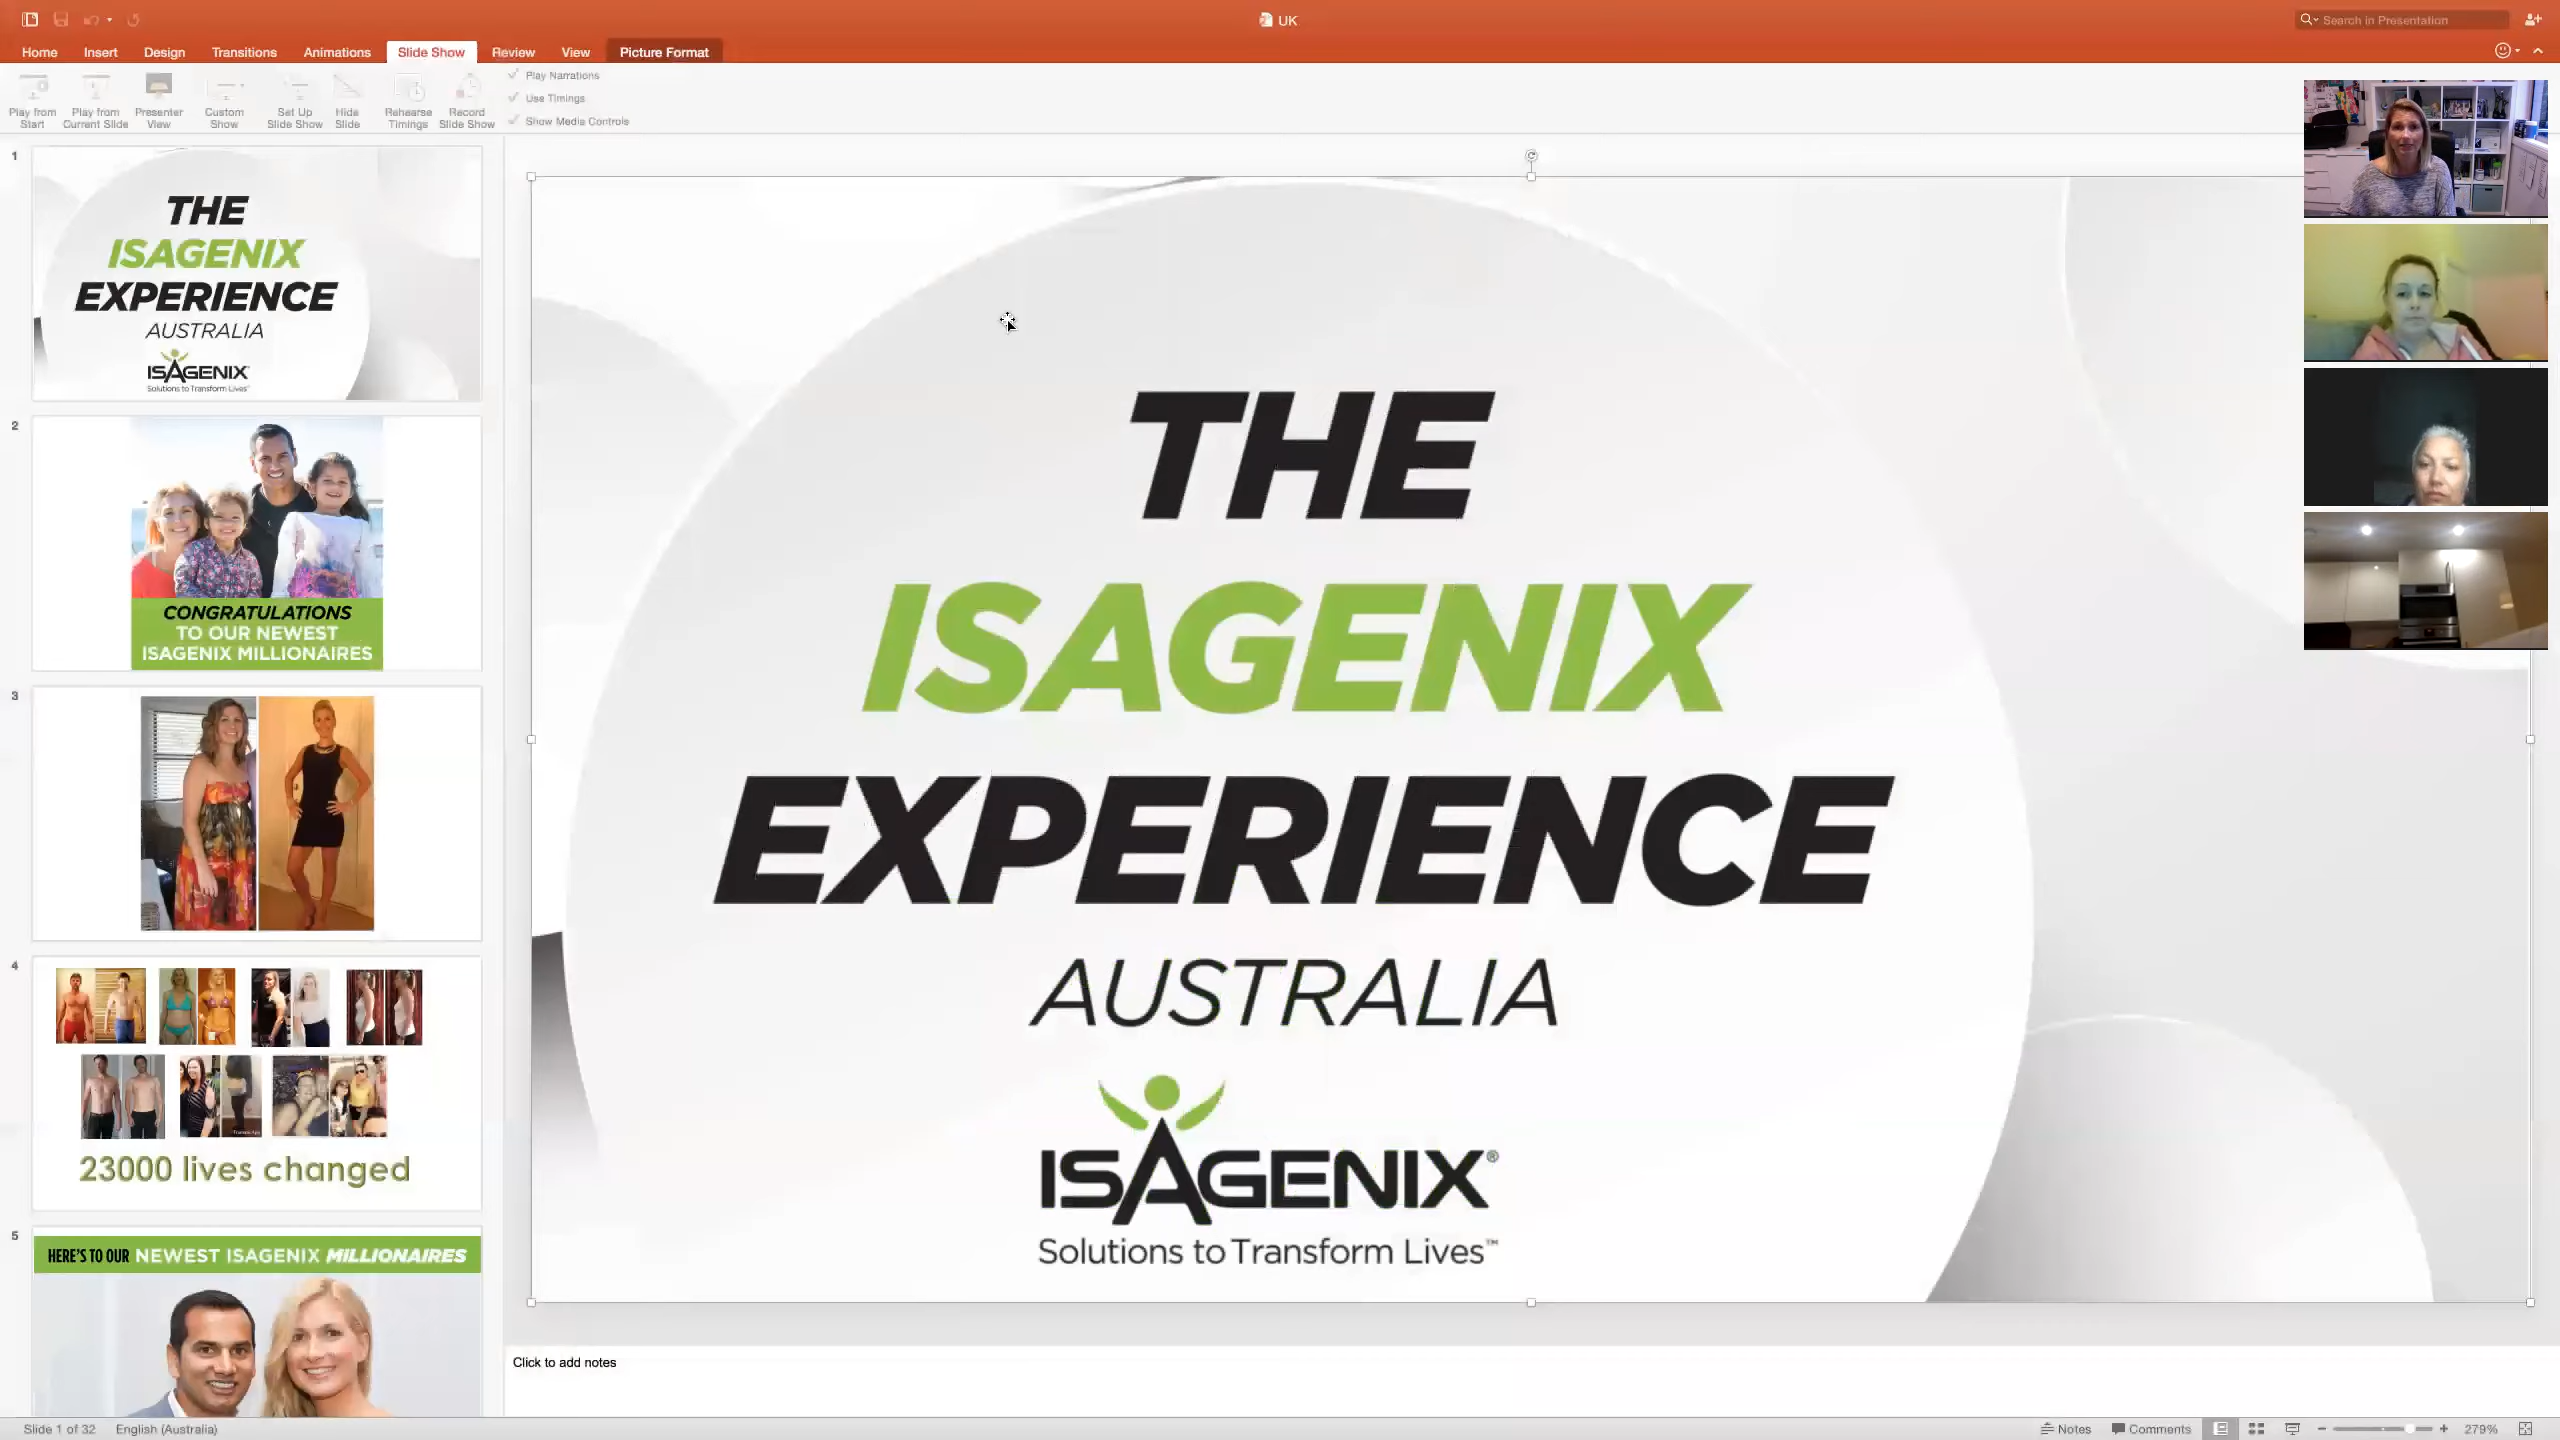 UK
Search in Presentation
Home Insert Design Transitions Animations Slide Show Review View Picture Format
Play from Start
Play from Current Slide
Presenter View
Custom Show
Set Up Slide Show
Hide Slide
Rehearse Timings
Record Slide Show
Play Narrations
Use Timings
Show Media Controls
1
THE
ISAGENIX
EXPERIENCE
AUSTRALIA
ISAGENIX
Solutions to Transform Lives™
2
CONGRATULATIONS
TO OUR NEWEST
ISAGENIX MILLIONAIRES
3
4
23000 lives changed
5
HERE'S TO OUR NEWEST ISAGENIX MILLIONAIRES
THE
ISAGENIX
EXPERIENCE
AUSTRALIA
ISAGENIX®
Solutions to Transform Lives™
Click to add notes
Slide 1 of 32 English (Australia)
Notes Comments 279%